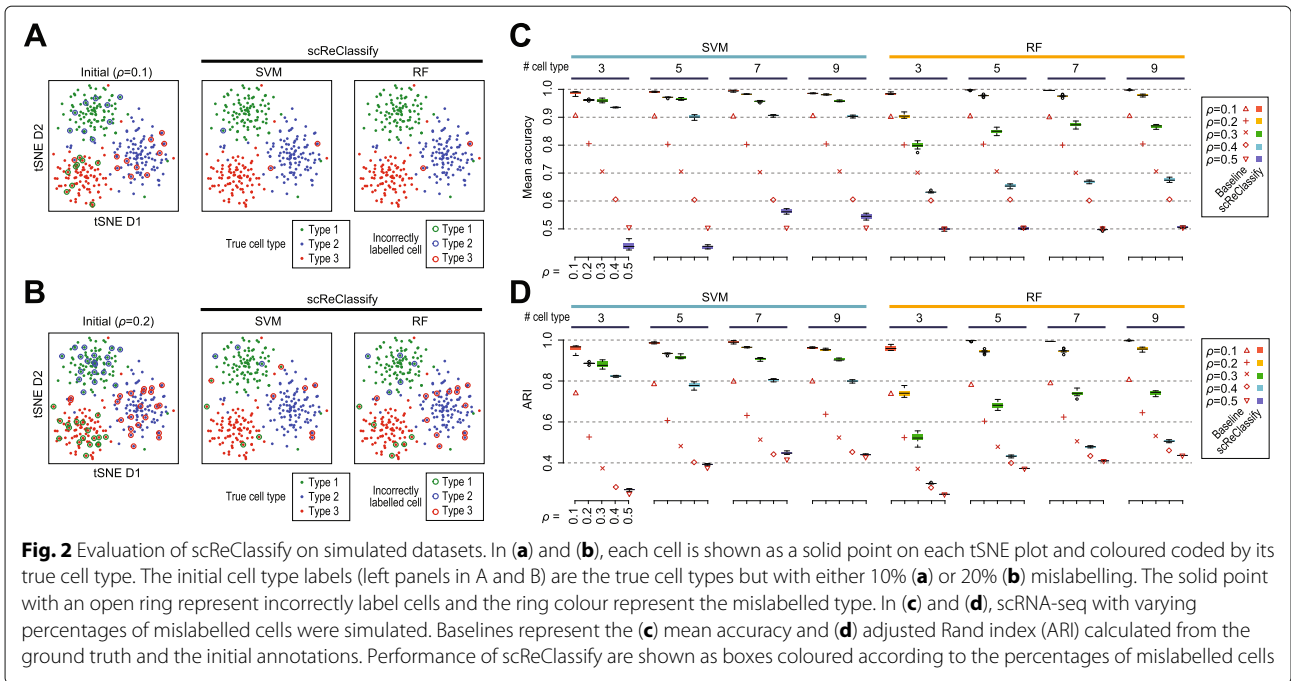 A
scReClassify
Initial (ρ=0.1)
SVM
RF
tSNE D2
tSNE D1
True cell type
Type 1
Type 2
Type 3
Incorrectly labelled cell
Type 1
Type 2
Type 3
B
scReClassify
Initial (ρ=0.2)
SVM
RF
tSNE D2
tSNE D1
True cell type
Type 1
Type 2
Type 3
Incorrectly labelled cell
Type 1
Type 2
Type 3
C
SVM
RF
# cell type
3 5 7 9 3 5 7 9
Mean accuracy
1.0
0.9
0.8
0.7
0.6
0.5
ρ = 0.1 0.2 0.3 0.4 0.5
ρ=0.1
ρ=0.2
ρ=0.3
ρ=0.4
ρ=0.5
Baseline
scReClassify
D
SVM
RF
# cell type
3 5 7 9 3 5 7 9
ARI
1.0
0.8
0.6
0.4
ρ = 0.1 0.2 0.3 0.4 0.5
ρ=0.1
ρ=0.2
ρ=0.3
ρ=0.4
ρ=0.5
Baseline
scReClassify
Fig. 2 Evaluation of scReClassify on simulated datasets. In (a) and (b), each cell is shown as a solid point on each tSNE plot and coloured coded by its
true cell type. The initial cell type labels (left panels in A and B) are the true cell types but with either 10% (a) or 20% (b) mislabelling. The solid point
with an open ring represent incorrectly label cells and the ring colour represent the mislabelled type. In (c) and (d), scRNA-seq with varying
percentages of mislabelled cells were simulated. Baselines represent the (c) mean accuracy and (d) adjusted Rand index (ARI) calculated from the
ground truth and the initial annotations. Performance of scReClassify are shown as boxes coloured according to the percentages of mislabelled cells